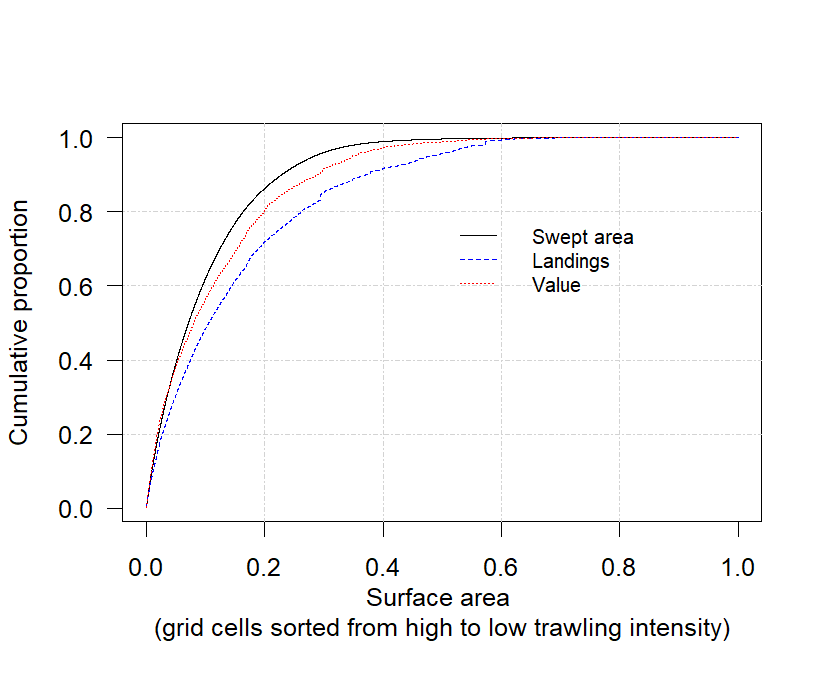 1.0
0.8
0.6
0.4
0.2
0.0
Cumulative proportion
Swept area
Landings
Value
0.0 0.2 0.4 0.6 0.8 1.0
Surface area
(grid cells sorted from high to low trawling intensity)